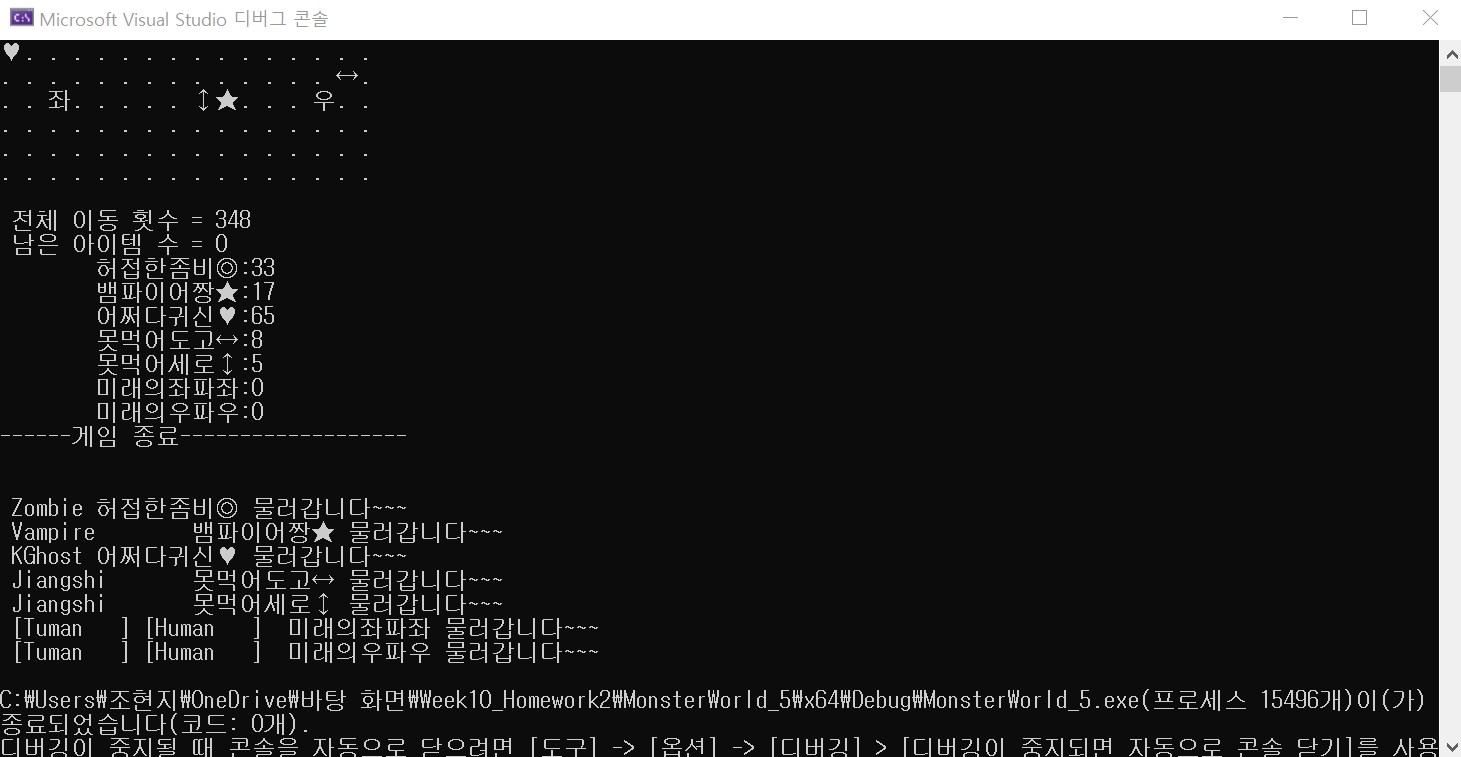 Microsoft Visual Studio 디버그 콘솔
♥. . . . . . . . . . . . . . .
. . . . . . . . . . . . . . ↔.
. . 좌. . . . . ↕★. . . 우. .
. . . . . . . . . . . . . . . .
. . . . . . . . . . . . . . . .
. . . . . . . . . . . . . . . .
전체 이동 횟수 = 348
남은 아이템 수 = 0
허접한좀비◎:33
뱀파이어짱★:17
어쩌다귀신♥:65
못먹어도고↔:8
못먹어세로↕:5
미래의좌파좌:0
미래의우파우:0
------게임 종료-------------------
Zombie 허접한좀비◎ 물러갑니다~~~
Vampire 뱀파이어짱★ 물러갑니다~~~
KGhost 어쩌다귀신♥ 물러갑니다~~~
Jiangshi 못먹어도고↔ 물러갑니다~~~
Jiangshi 못먹어세로↕ 물러갑니다~~~
[Tuman   ] [Human   ]  미래의좌파좌 물러갑니다~~~
[Tuman   ] [Human   ]  미래의우파우 물러갑니다~~~
C:₩Users₩조현지₩OneDrive₩바탕 화면₩Week10_Homework2₩MonsterWorld_5₩x64₩Debug₩MonsterWorld_5.exe(프로세스 15496개)이(가)
종료되었습니다(코드: 0개).
디버깅이 중지될 때 콘솔을 자동으로 닫으려면 [도구] -> [옵션] -> [디버깅] > [디버깅이 중지되면 자동으로 콘솔 닫기]를 사용